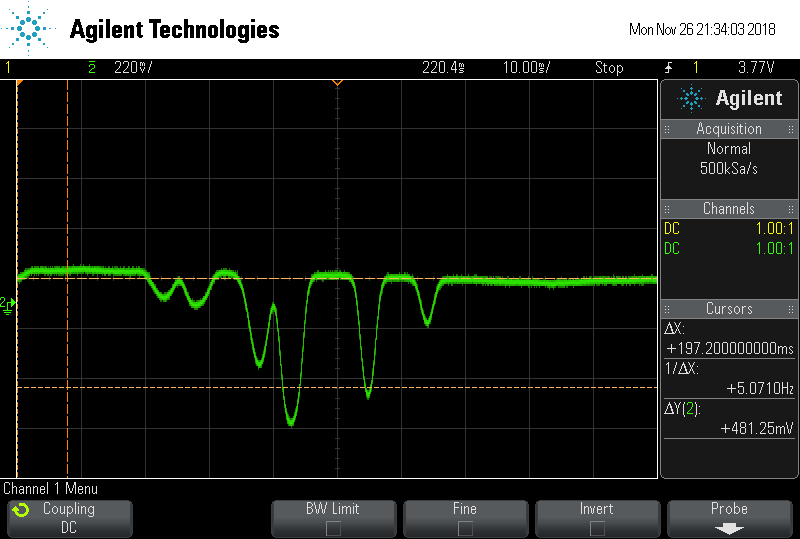 Agilent Technologies
Mon Nov 26 21:34:03 2018
1 2 220mV/ 220.4ms 10.00ms/ Stop 1 3.77V
Agilent
Acquisition
Normal
500kSa/s
Channels
DC 1.00:1
DC 1.00:1
Cursors
ΔX:
+197.200000000ms
1/ΔX:
+5.0710Hz
ΔY(2):
+481.25mV
2
Channel 1 Menu
Coupling
DC
BW Limit
Fine
Invert
Probe